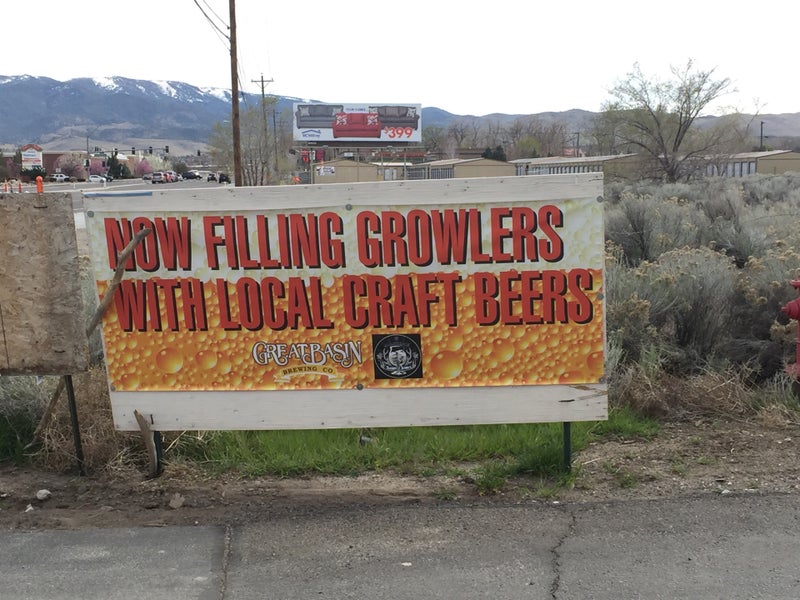 $399
NOW FILLING GROWLERS
WITH LOCAL CRAFT BEERS
GREAT BASIN
BREWING CO.